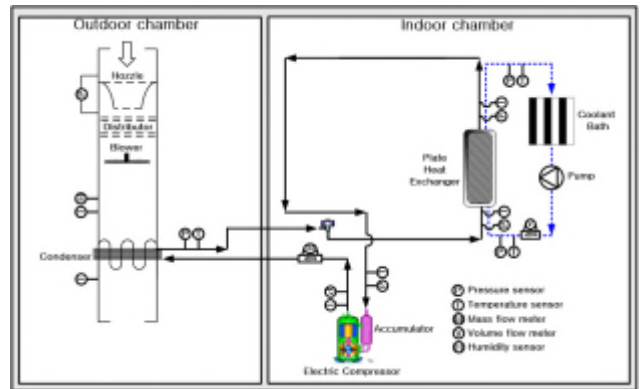 Outdoor chamber
Indoor chamber
Nozzle
Distributor
Blower
Condenser
Plate
Heat
Exchanger
Coolant
Bath
Pump
Accumulator
Electric Compressor
Pressure sensor
Temperature sensor
Mass flow meter
Volume flow meter
Humidity sensor